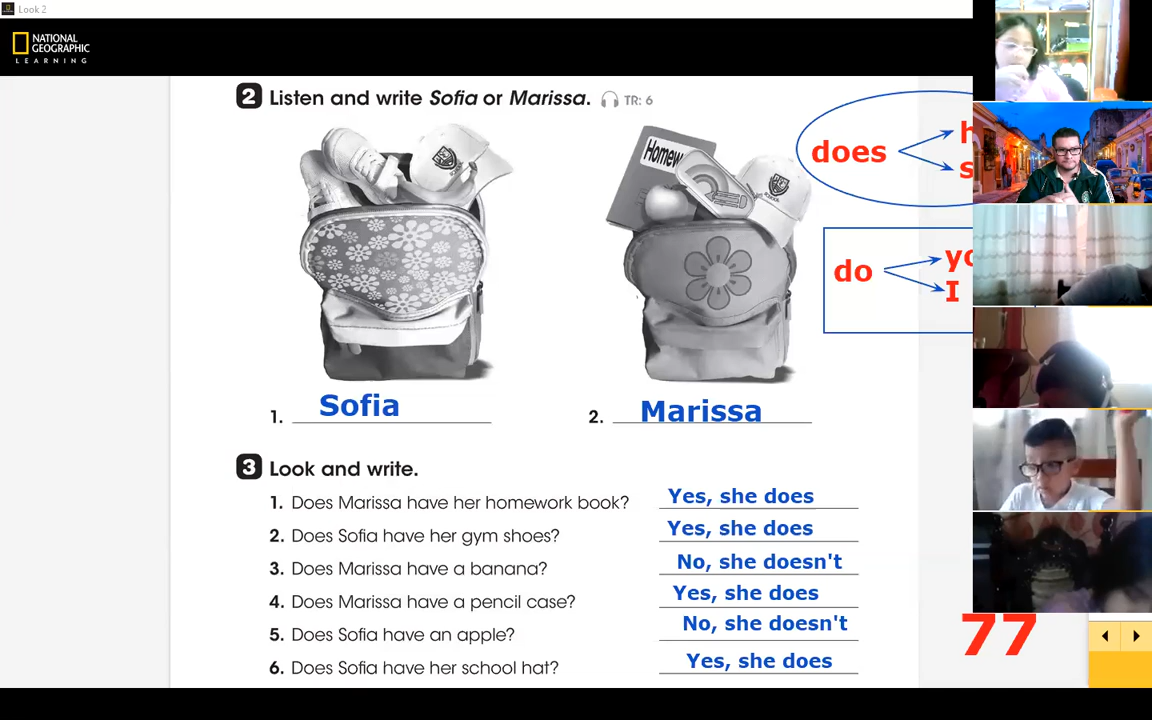 Look 2
NATIONAL
GEOGRAPHIC
LEARNING
2 Listen and write Sofia or Marissa. TR: 6
Homew
does
h
s
do
yo
I
1. Sofia
2. Marissa
3 Look and write.
1. Does Marissa have her homework book? Yes, she does
2. Does Sofia have her gym shoes? Yes, she does
3. Does Marissa have a banana? No, she doesn't
4. Does Marissa have a pencil case? Yes, she does
5. Does Sofia have an apple? No, she doesn't
6. Does Sofia have her school hat? Yes, she does
77